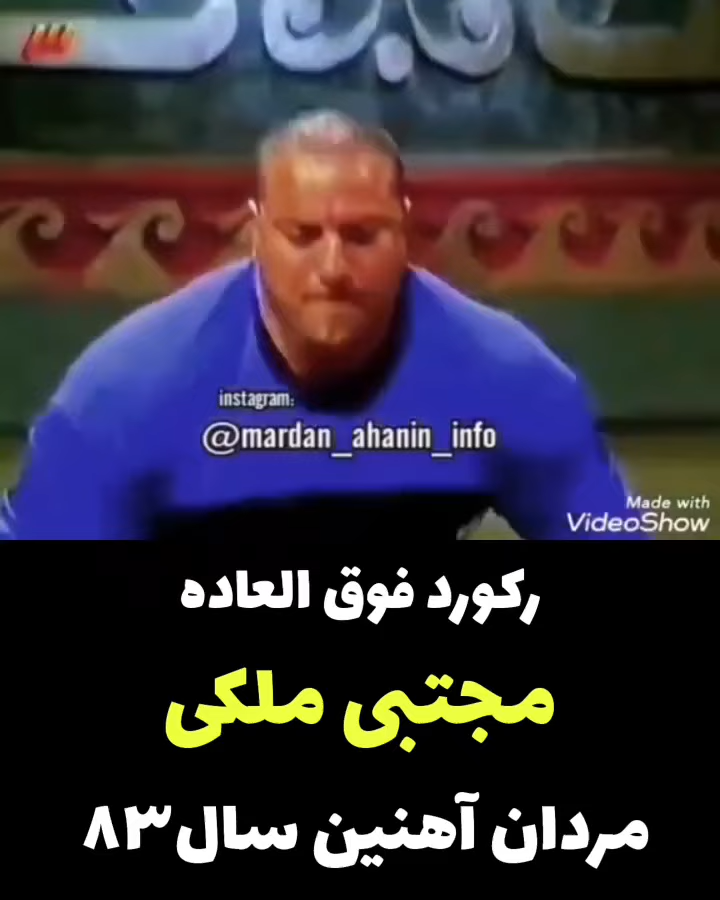 instagram:
@mardan_ahanin_info
Made with
VideoShow
رکورد فوق العاده
مجتبی ملکی
مردان آهنین سال۸۳